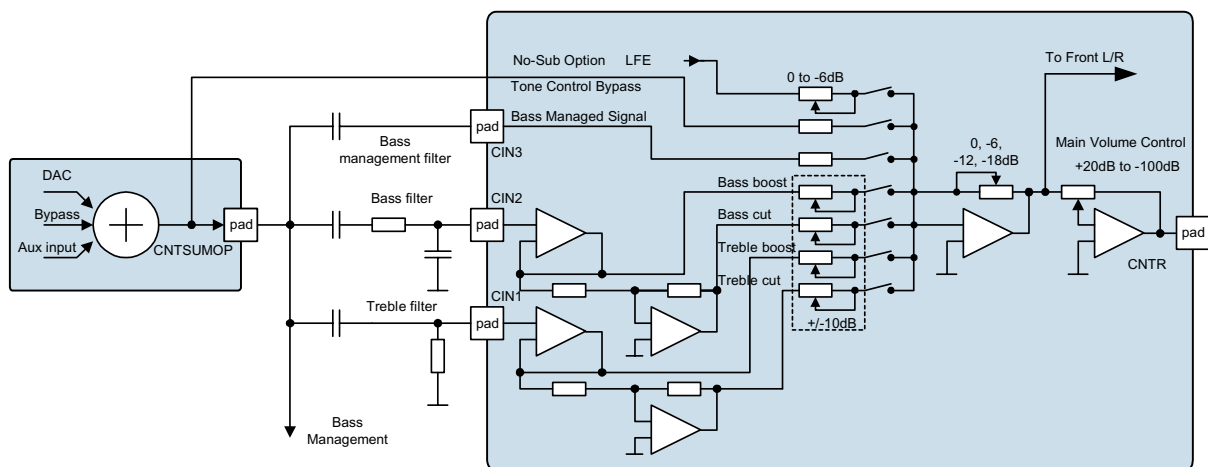 No-Sub Option LFE
To Front L/R
0 to -6dB
Tone Control Bypass
pad
Bass Managed Signal
CIN3
Bass
management filter
0, -6,
-12, -18dB
Main Volume Control
+20dB to -100dB
DAC
Bypass
Aux input
CNTSUMOP
pad
Bass filter
CIN2
pad
Bass boost
Bass cut
Treble boost
Treble cut
+/-10dB
pad
CNTR
Treble filter
CIN1
pad
Bass
Management